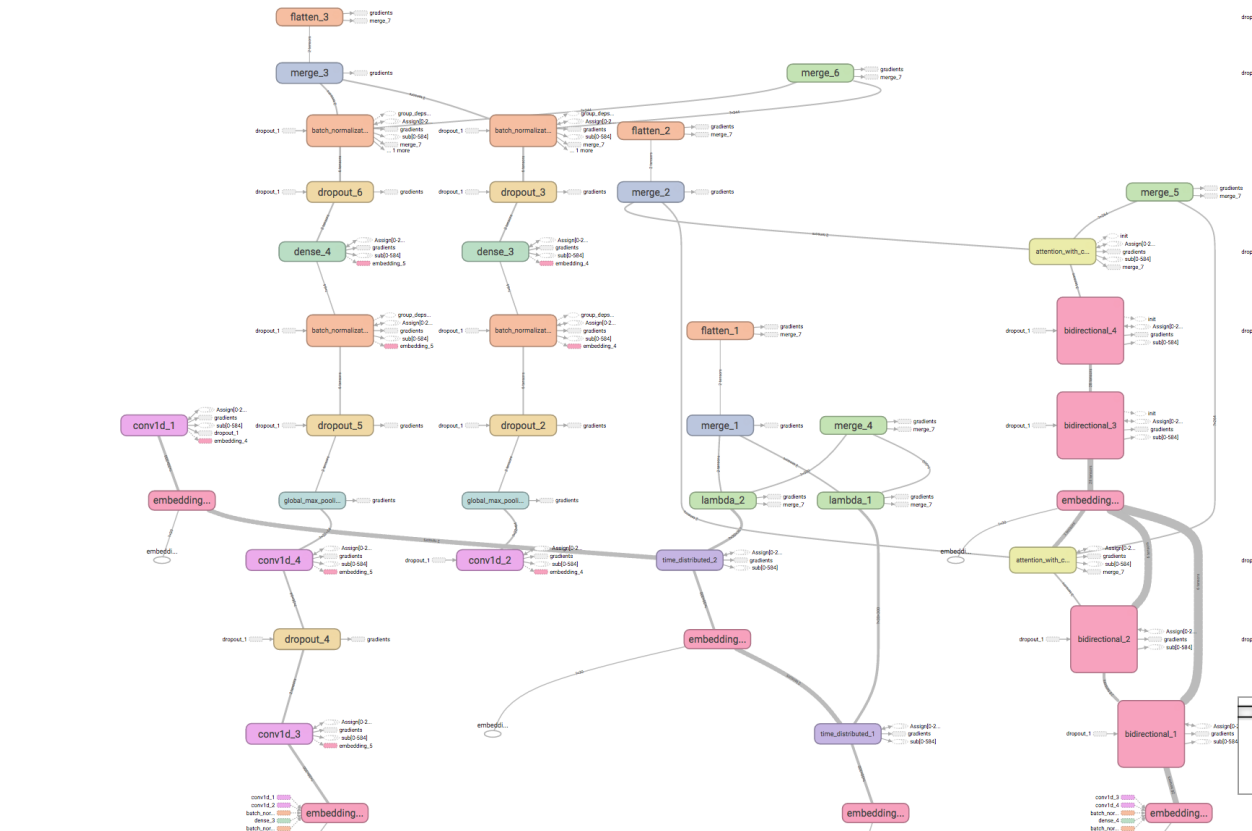 flatten_3
gradients
merge_7
merge_3
gradients
merge_6
gradients
merge_7
dropout_1
batch_normalizat...
group_deps...
Assign[0-2...
gradients
sub[0-584]
merge_7
1 more
dropout_1
batch_normalizat...
group_deps...
Assign[0-2...
gradients
sub[0-584]
merge_7
1 more
flatten_2
gradients
merge_7
dropout_1
dropout_6
gradients
dropout_1
dropout_3
gradients
merge_2
gradients
merge_5
gradients
merge_7
dense_4
Assign[0-2...
gradients
sub[0-584]
embedding_5
dense_3
Assign[0-2...
gradients
sub[0-584]
embedding_4
attention_with_c...
init
Assign[0-2...
gradients
sub[0-584]
merge_7
dropout_1
batch_normalizat...
group_deps...
Assign[0-2...
gradients
sub[0-584]
embedding_5
dropout_1
batch_normalizat...
group_deps...
Assign[0-2...
gradients
sub[0-584]
embedding_4
flatten_1
gradients
merge_7
dropout_1
bidirectional_4
init
Assign[0-2...
gradients
sub[0-584]
conv1d_1
Assign[0-2...
gradients
sub[0-584]
dropout_1
embedding_4
dropout_1
dropout_5
gradients
dropout_1
dropout_2
gradients
merge_1
gradients
merge_4
gradients
merge_7
dropout_1
bidirectional_3
init
Assign[0-2...
gradients
sub[0-584]
embedding...
global_max_pooli...
gradients
global_max_pooli...
gradients
lambda_2
gradients
merge_7
lambda_1
gradients
merge_7
embedding...
embeddi...
conv1d_4
Assign[0-2...
gradients
sub[0-584]
embedding_5
dropout_1
conv1d_2
Assign[0-2...
gradients
sub[0-584]
embedding_4
time_distributed_2
Assign[0-2...
gradients
sub[0-584]
embeddi...
attention_with_c...
Assign[0-2...
gradients
sub[0-584]
merge_7
dropout_1
dropout_4
gradients
embedding...
dropout_1
bidirectional_2
Assign[0-2...
gradients
sub[0-584]
conv1d_3
Assign[0-2...
gradients
sub[0-584]
embedding_5
embeddi...
time_distributed_1
Assign[0-2...
gradients
sub[0-584]
dropout_1
bidirectional_1
Assign[0-2
gradients
sub[0-584
conv1d_1
conv1d_2
batch_nor...
dense_3
batch_nor...
embedding...
embedding...
conv1d_3
conv1d_4
batch_nor...
dense_4
batch_nor...
embedding...